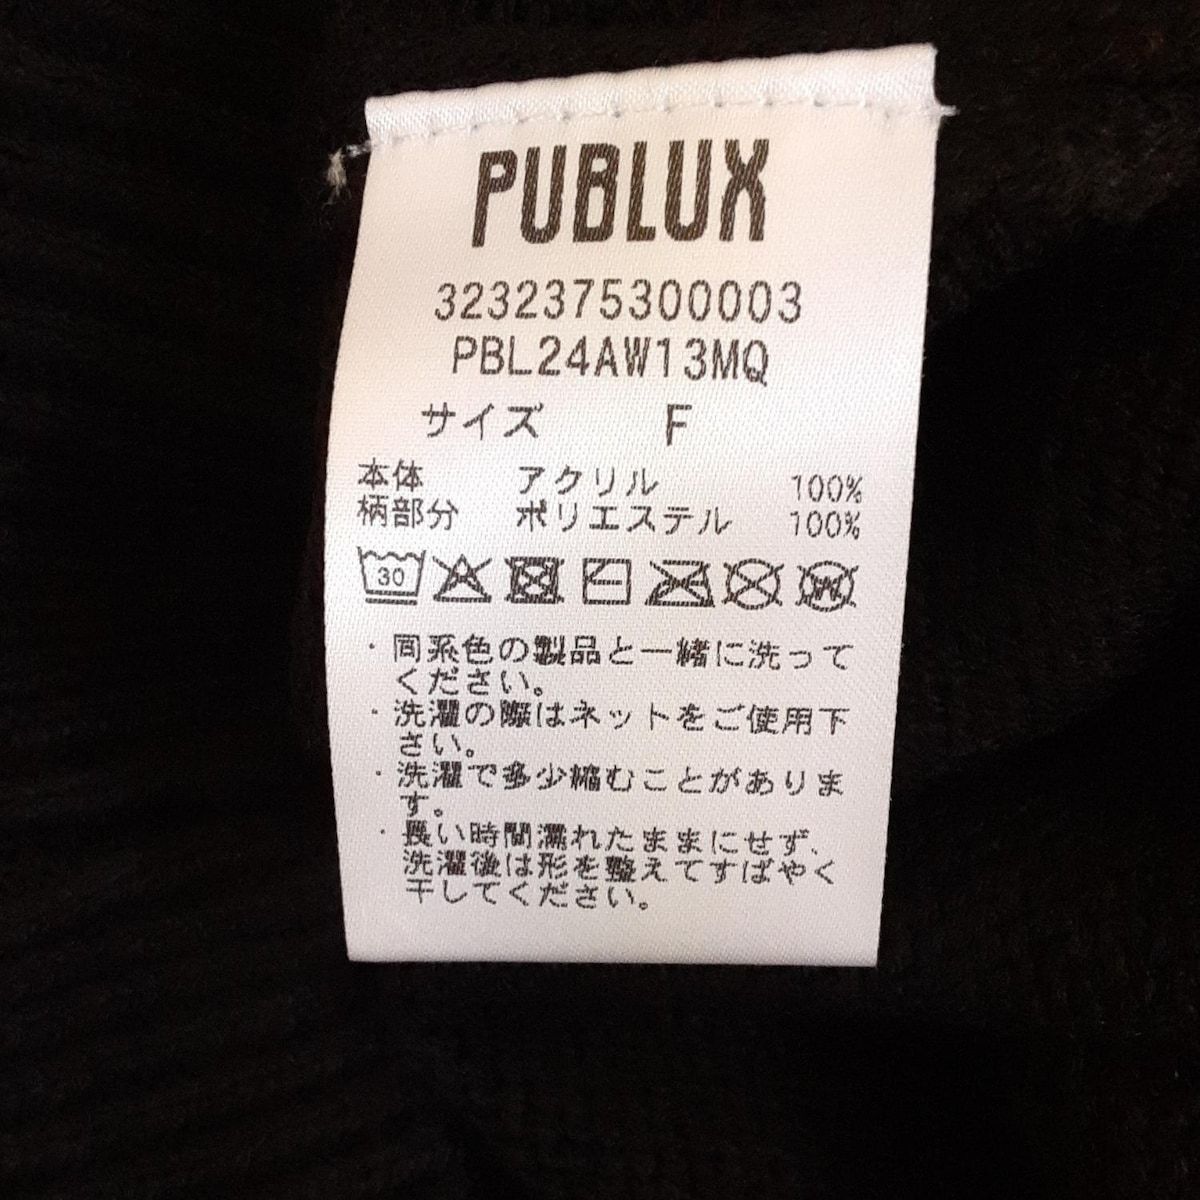 PUBLUX
3232375300003
PBL24AW13MQ
サイズ F
本体 アクリル 100%
柄部分 ポリエステル 100%
30
W
・同系色の製品と一緒に洗って
ください。
・洗濯の際はネットをご使用下
さい。
・洗濯で多少縮むことがありま
す。
・長い時間濡れたままにせず、
洗濯後は形を整えてすばやく
干してください。